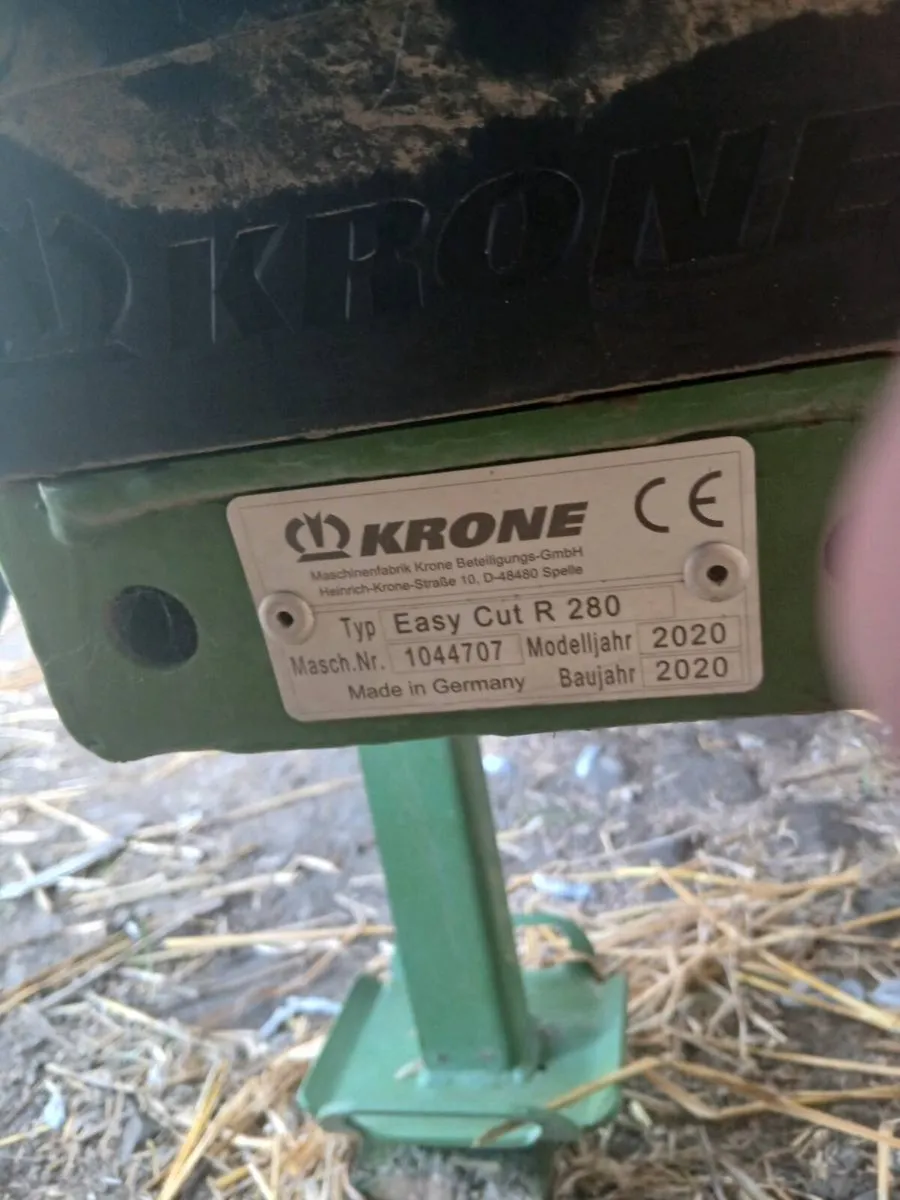 KRONE
KRONE CE
Maschinenfabrik Krone Beteiligungs-GmbH
Heinrich-Krone-Straße 10, D-48480 Spelle
Typ Easy Cut R 280
Masch.Nr. 1044707 Modelljahr 2020
Made in Germany Baujahr 2020